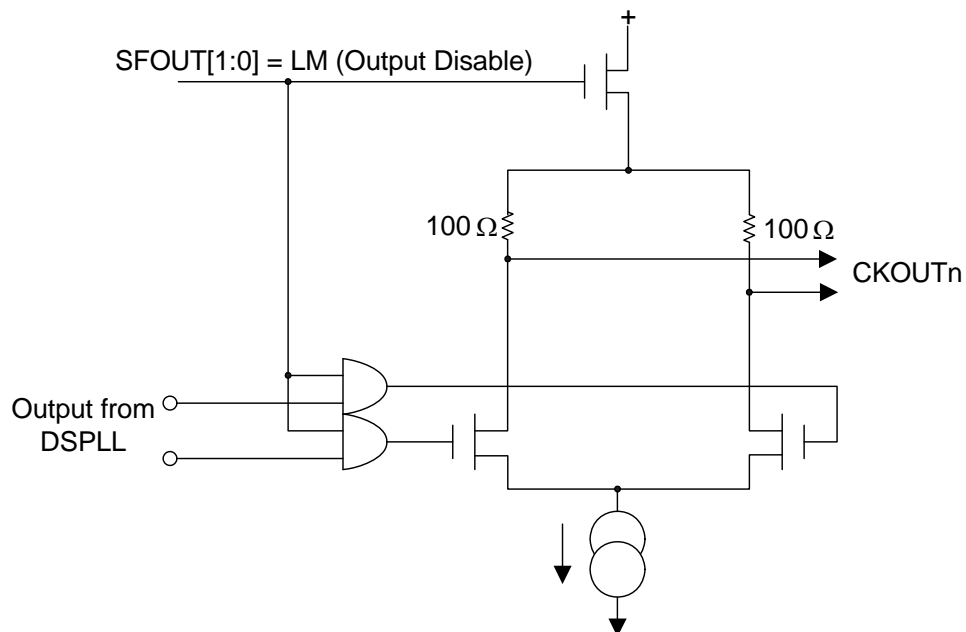 +
SFOUT[1:0] = LM (Output Disable)
100 Ω
100 Ω
CKOUTn
Output from
DSPLL